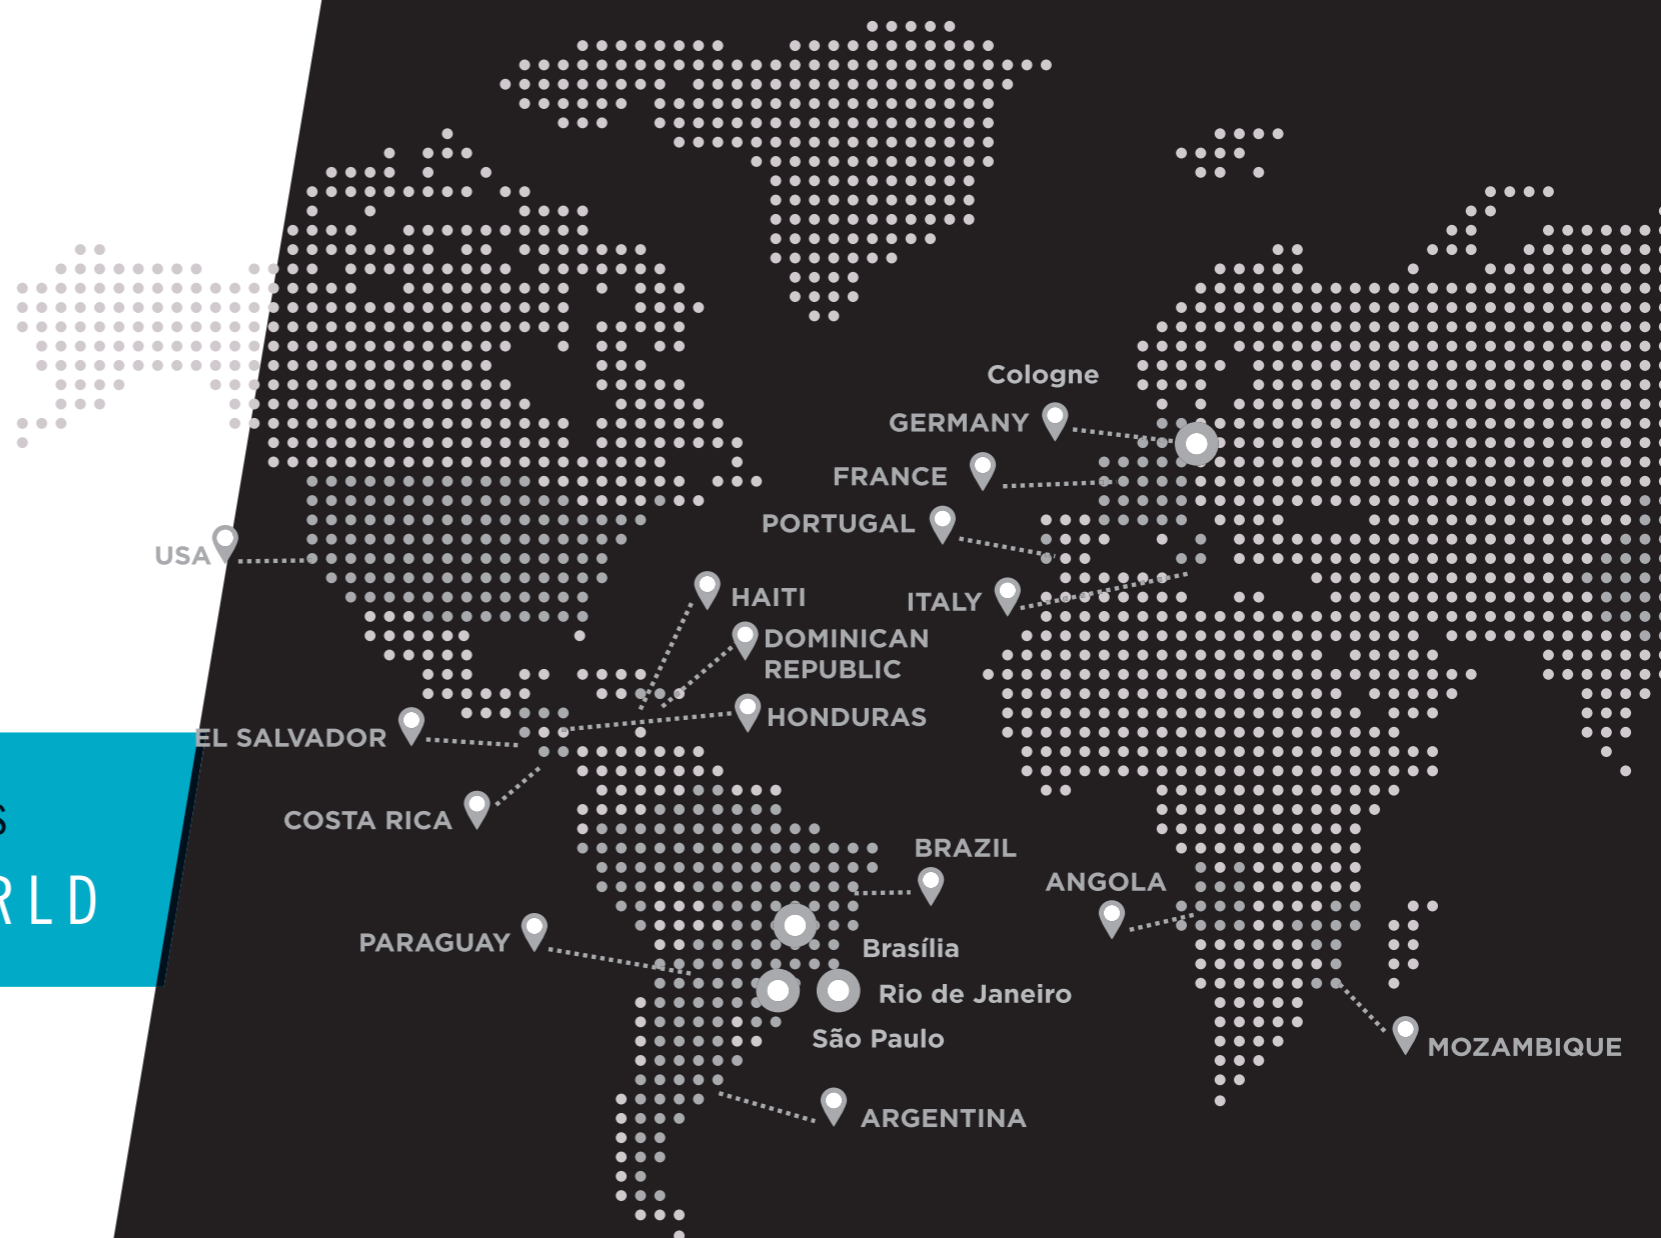 Cologne
GERMANY
FRANCE
PORTUGAL
USA
HAITI
ITALY
DOMINICAN
REPUBLIC
HONDURAS
EL SALVADOR
S
COSTA RICA
BRAZIL
ANGOLA
RLD
PARAGUAY
Brasília
Rio de Janeiro
São Paulo
MOZAMBIQUE
ARGENTINA